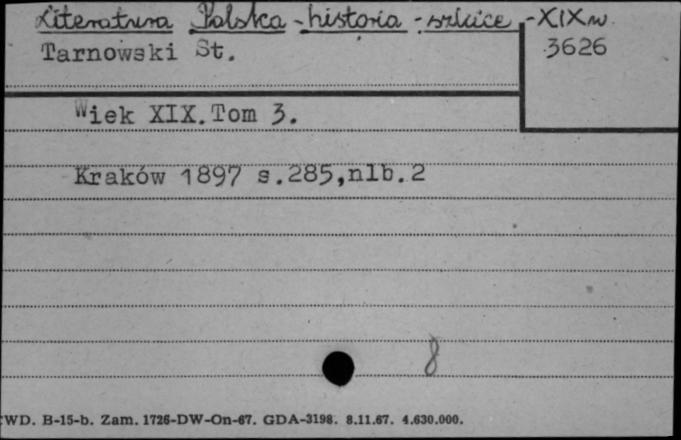 Literatura Polska - historia - szkice - XIX w.
Tarnowski St.
3626
Wiek XIX. Tom 3.
Kraków 1897 s.285,nlb.2
8
WD. B-15-b. Zam. 1726-DW-On-67. GDA-3198. 8.11.67. 4.630.000.